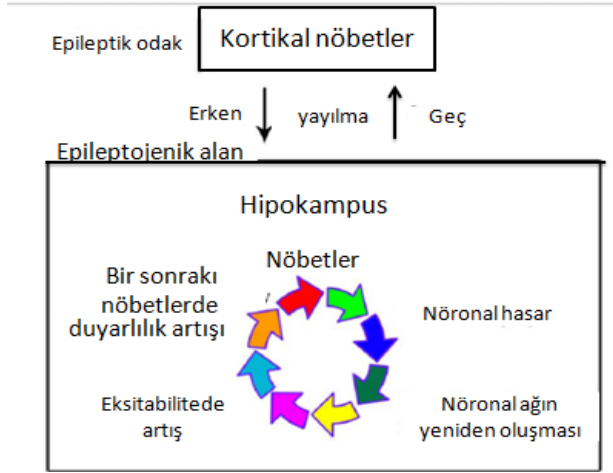 Epileptik odak
Kortikal nöbetler
Erken
yayılma
Geç
Epileptojenik alan
Hipokampus
Nöbetler
Bir sonrakı
nöbetlerde
duyarlılık artışı
Nöronal hasar
Eksitabilitede
artış
Nöronal ağın
yeniden oluşması